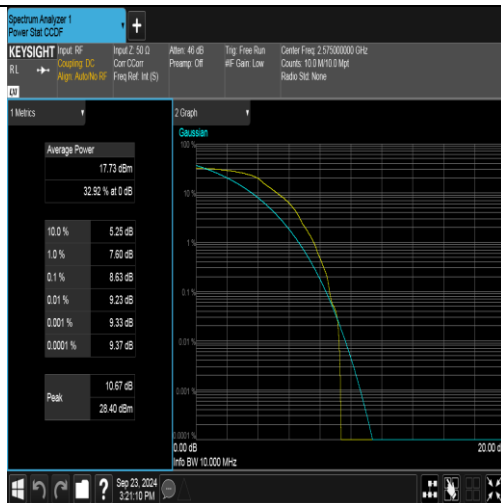 Spectrum Analyzer 1
Power Stat CCDF
KEYSIGHT
RL
LXI
Input: RF
Coupling: DC
Align: Auto/No RF
Input Z: 50 Ω
Corr CCorr
Freq Ref: Int (S)
Atten: 46 dB
Preamp: Off
Trig: Free Run
#IF Gain: Low
Center Freq: 2.575000000 GHz
Counts: 10.0 M/10.0 Mpt
Radio Std: None
1 Metrics
Average Power
17.73 dBm
32.92 % at 0 dB
10.0 % 5.25 dB
1.0 % 7.60 dB
0.1 % 8.63 dB
0.01 % 9.23 dB
0.001 % 9.33 dB
0.0001 % 9.37 dB
Peak
10.67 dB
28.40 dBm
2 Graph
Gaussian
100 %
10 %
1 %
0.1 %
0.01 %
0.001 %
0.0001 %
0.00 dB
20.00 d
Info BW 10.000 MHz
Sep 23, 2024
3:21:10 PM